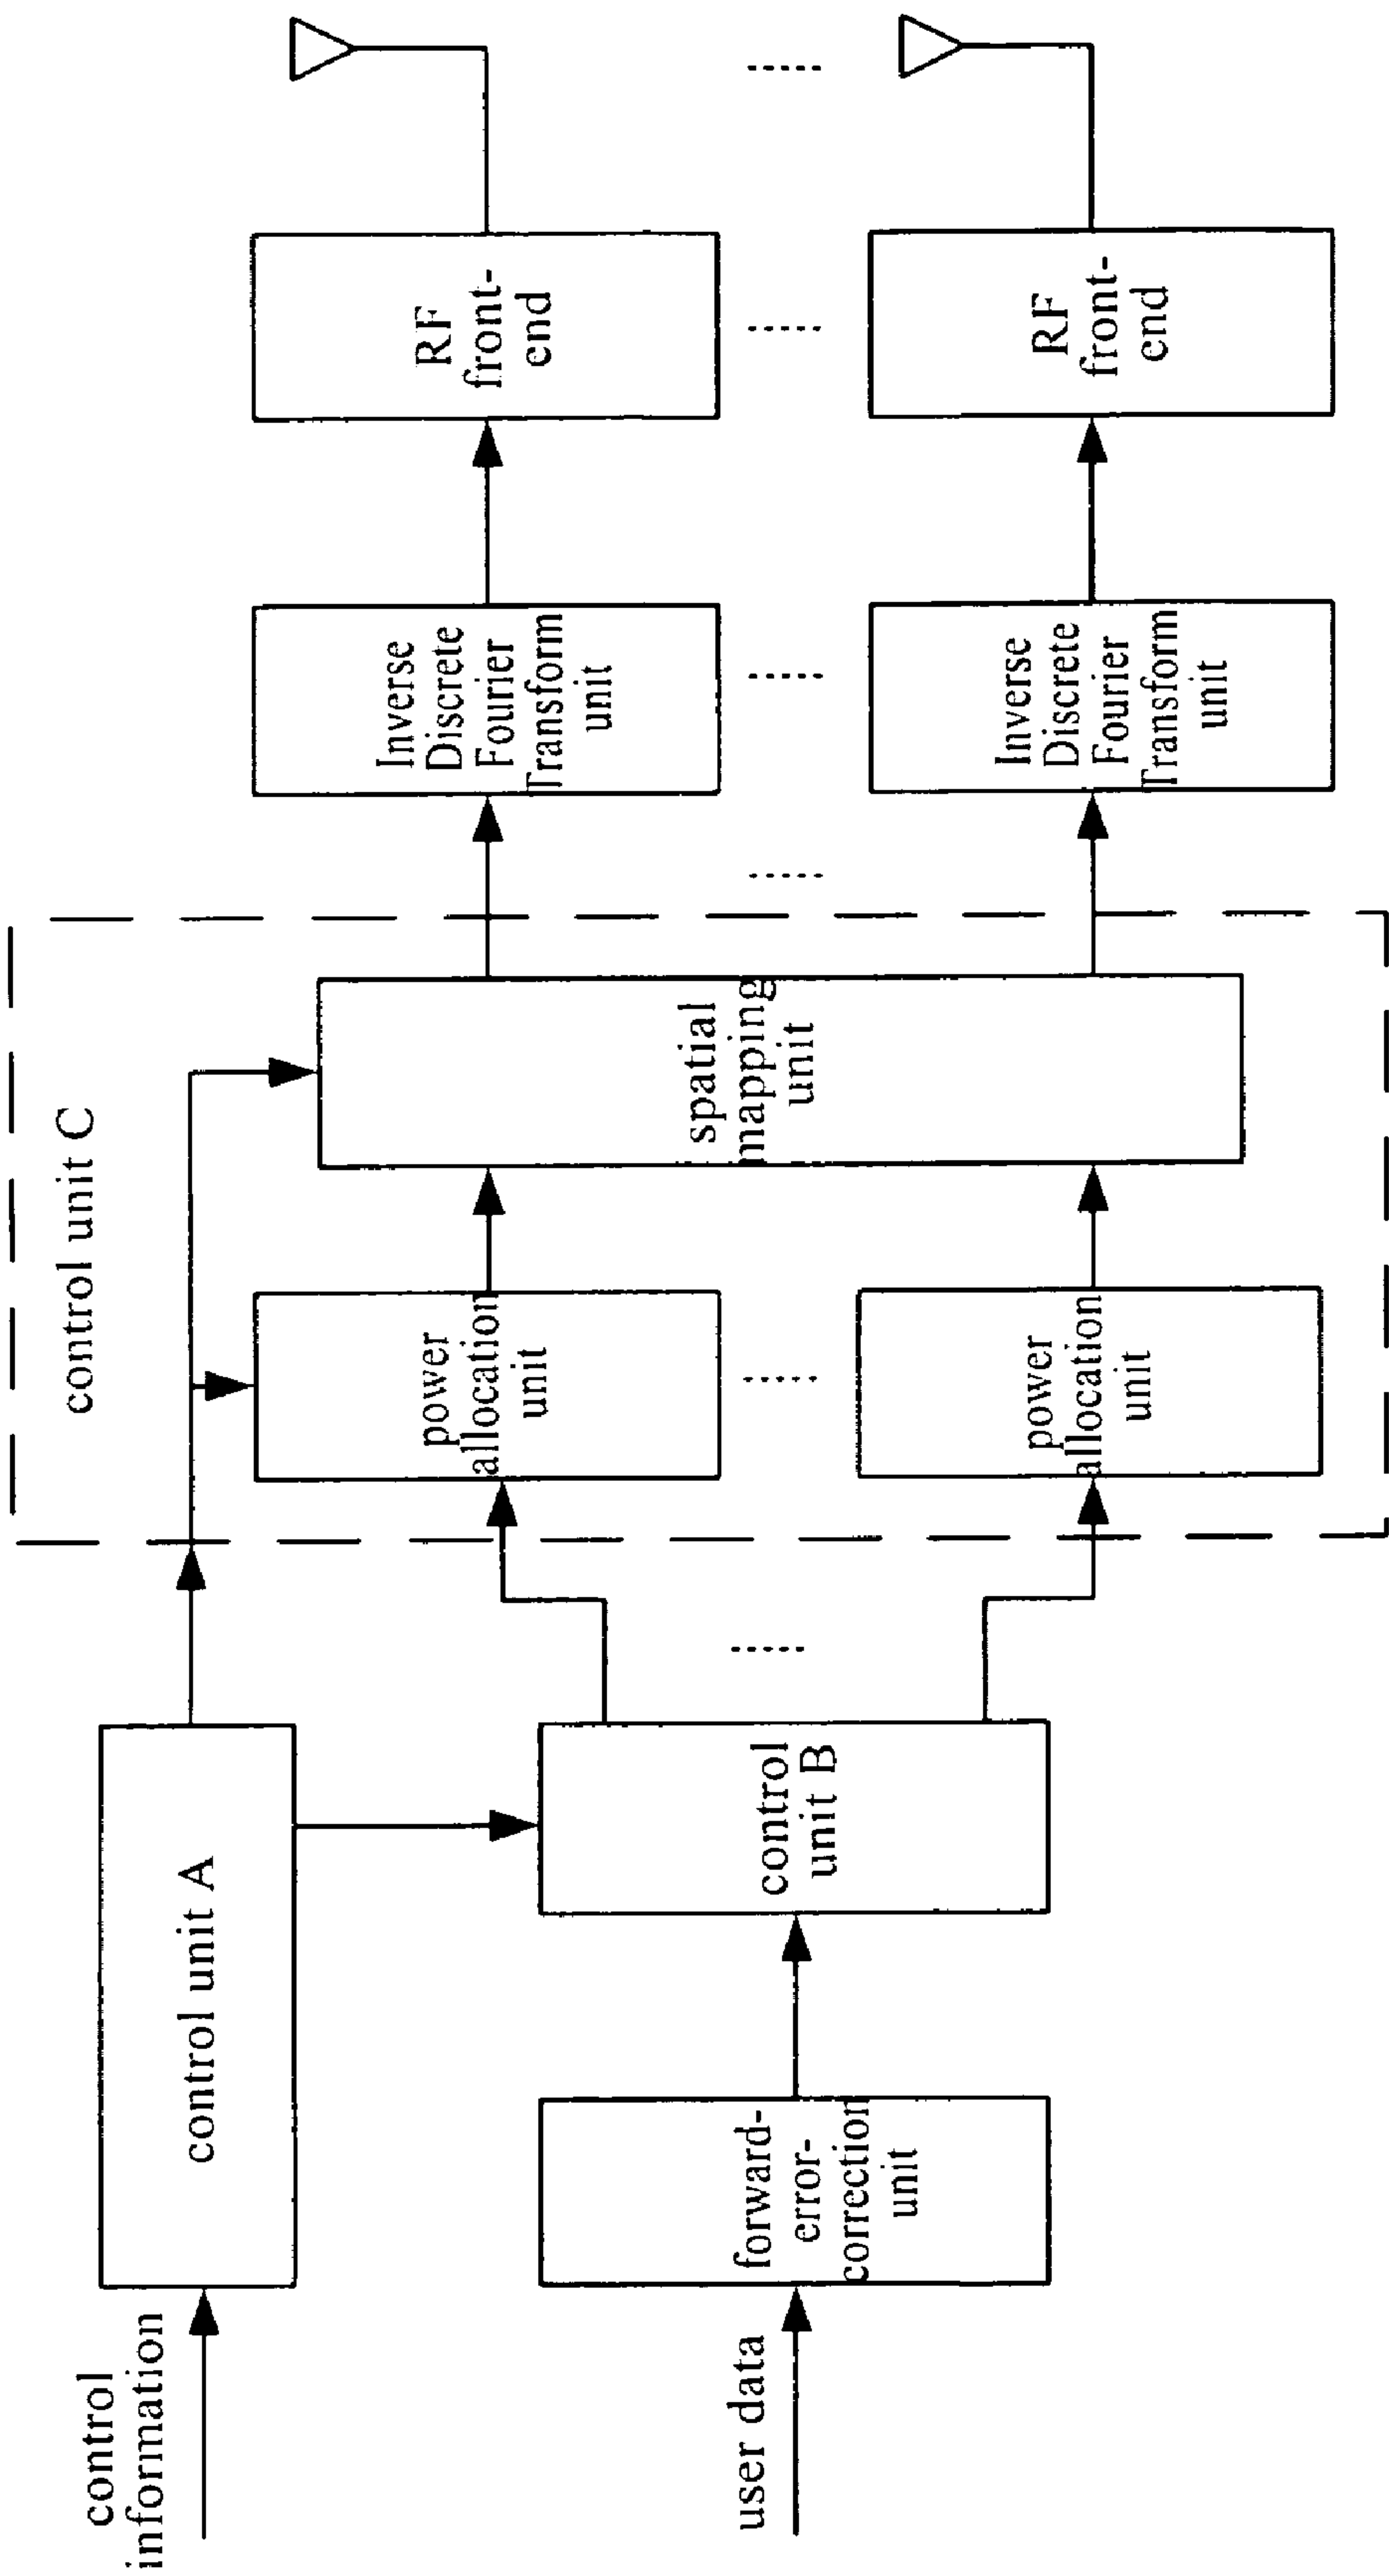 control
information
control unit A
control unit C
user data
forward-
error-
correction
unit
control
unit B
power
allocation
unit
power
allocation
unit
spatial
mapping
unit
Inverse
Discrete
Fourier
Transform
unit
Inverse
Discrete
Fourier
Transform
unit
RF
front-
end
RF
front-
end